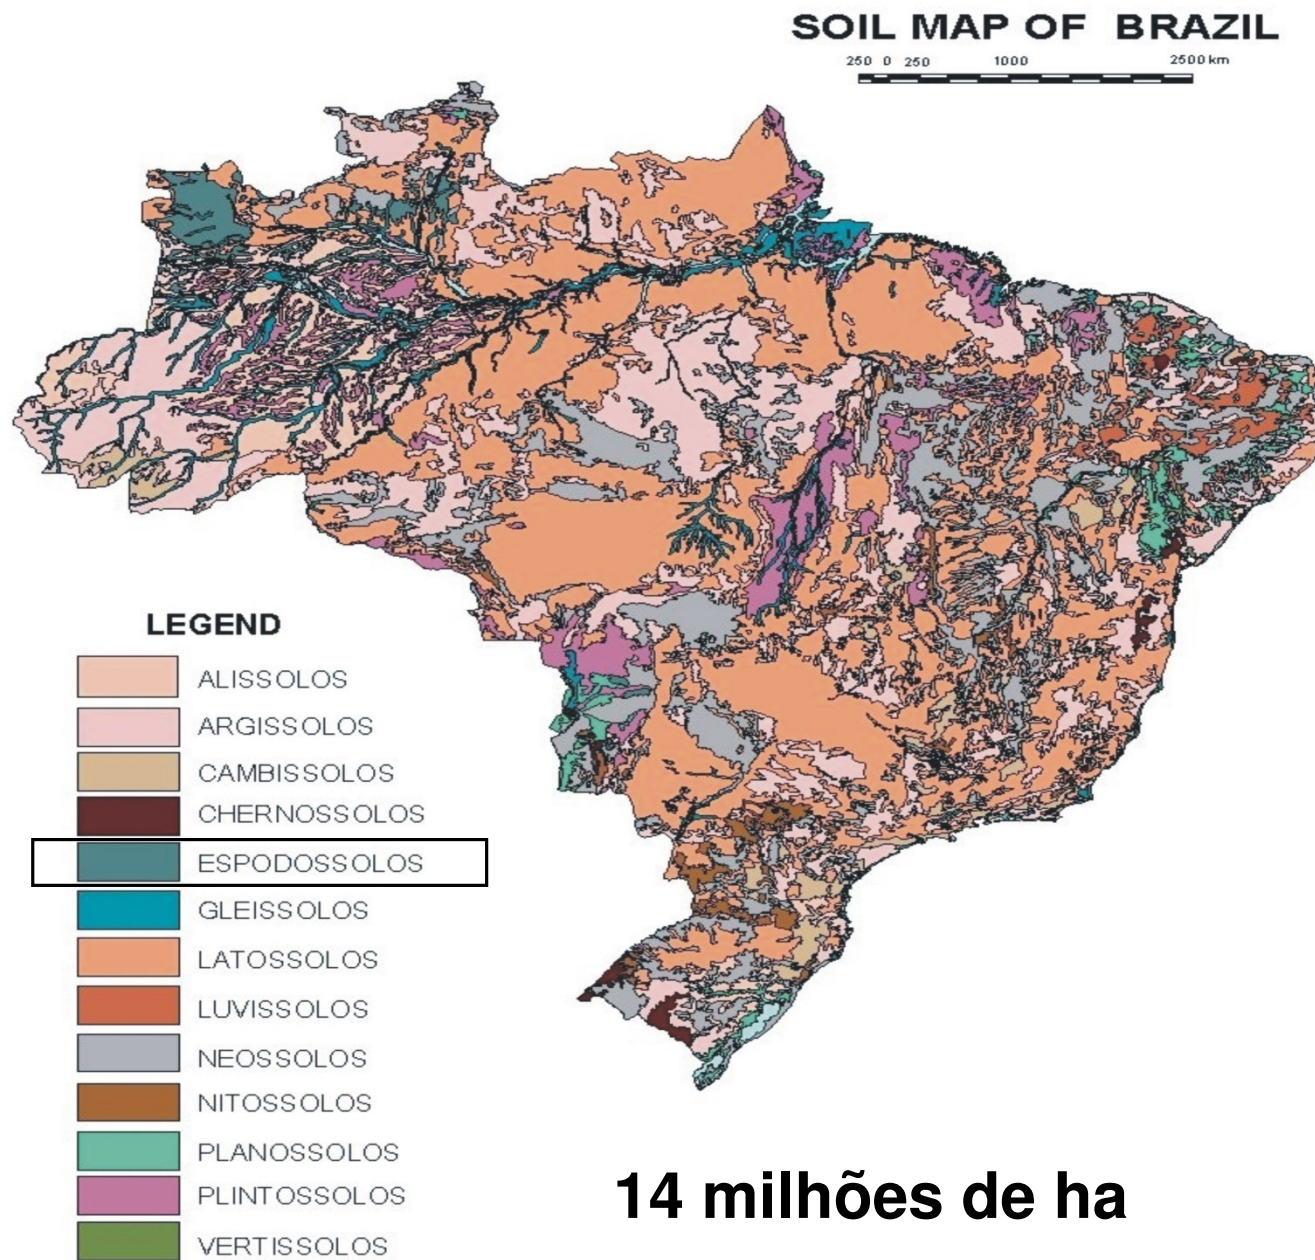 SOIL MAP OF BRAZIL
250 0 250 1000 2500 km
LEGEND
ALISSOLOS
ARGISSOLOS
CAMBISSOLOS
CHERNOSSOLOS
ESPODOSSOLOS
GLEISSOLOS
LATOSSOLOS
LUVISSOLOS
NEOSSOLOS
NITOSSOLOS
PLANOSSOLOS
PLINTOSSOLOS
VERTISSOLOS
14 milhões de ha